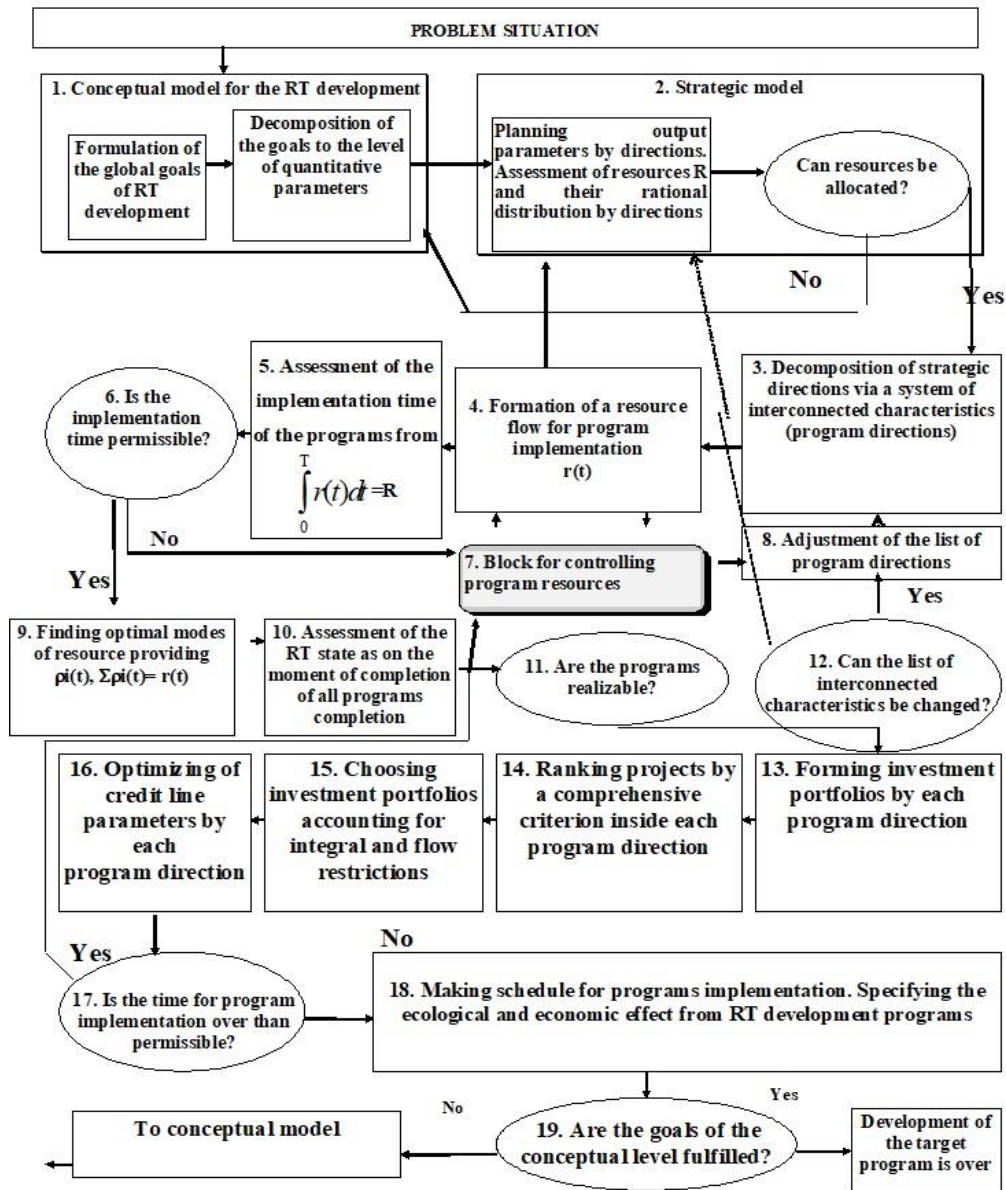 PROBLEM SITUATION
1. Conceptual model for the RT development
Formulation of
the global goals
of RT
development
Decomposition of
the goals to the level
of quantitative
parameters
2. Strategic model
Planning output
parameters by directions.
Assessment of resources R
and their rational
distribution by directions
Can resources be
allocated?
No
Yes
3. Decomposition of strategic
directions via a system of
interconnected characteristics
(program directions)
4. Formation of a resource
flow for program
implementation
r(t)
5. Assessment of the
implementation time
of the programs from
T
∫r(t)dt=R
0
6. Is the
implementation
time permissible?
No
Yes
7. Block for controlling
program resources
8. Adjustment of the list of
program directions
Yes
9. Finding optimal modes
of resource providing
ρi(t), Σρi(t)= r(t)
10. Assessment of the
RT state as on the
moment of completion
of all programs
completion
11. Are the programs
realizable?
12. Can the list of
interconnected
characteristics
be changed?
13. Forming investment
portfolios by each
program direction
14. Ranking projects by
a comprehensive
criterion inside each
program direction
15. Choosing
investment portfolios
accounting for
integral and flow
restrictions
16. Optimizing of
credit line
parameters by
each
program direction
Yes
No
17. Is the time for program
implementation over than
permissible?
18. Making schedule for programs implementation. Specifying the
ecological and economic effect from RT development programs
No
Yes
To conceptual model
19. Are the goals of the
conceptual level fulfilled?
Development of
the target
program is over